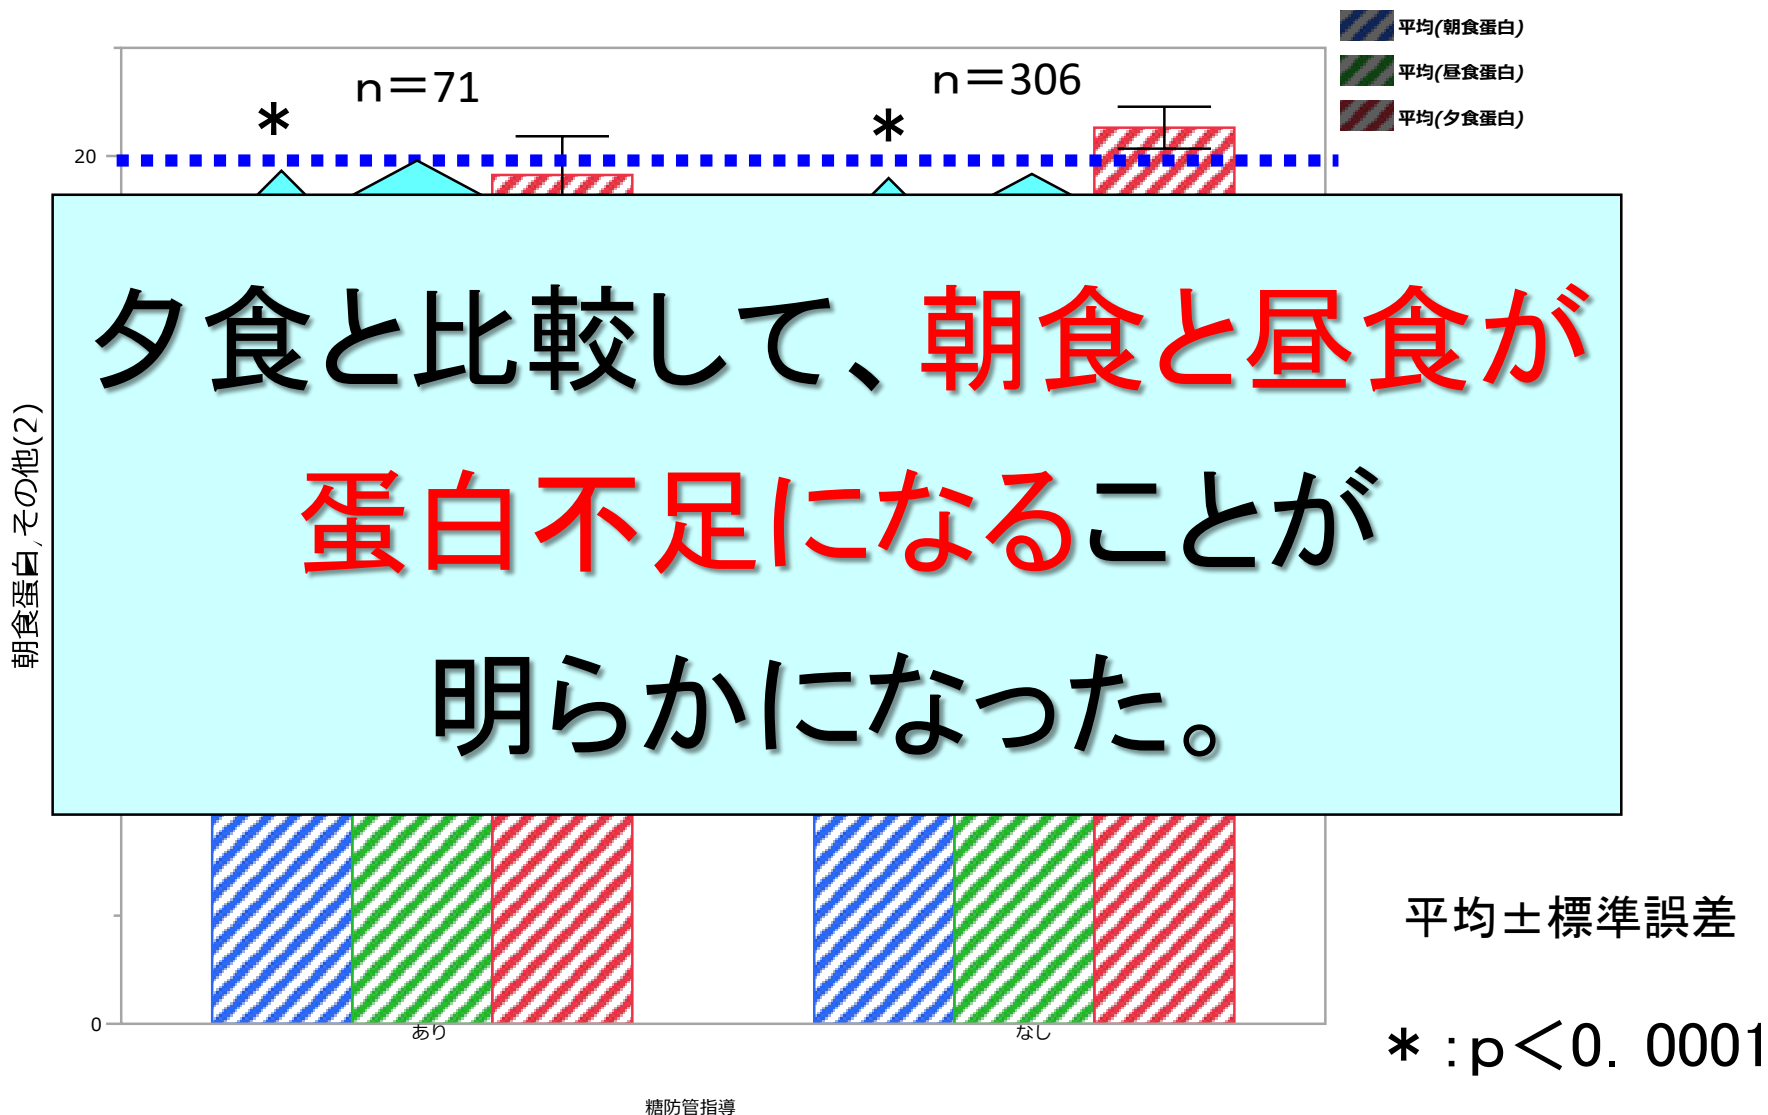 平均(朝食蛋白)
平均(昼食蛋白)
平均(夕食蛋白)
n＝71
n＝306
*
*
20
夕食と比較して、朝食と昼食が
蛋白不足になることが
明らかになった。
朝食蛋白, その他(2)
平均±標準誤差
0
あり
なし
*：p＜0．0001
糖防管指導